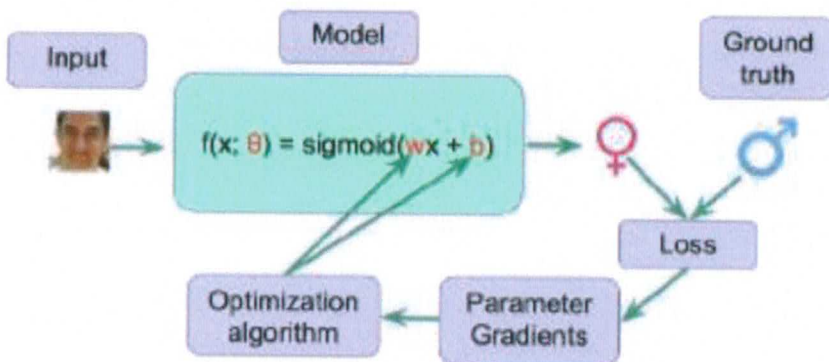 Input
Model
Ground
truth
f(x; θ) = sigmoid(wx + b)
Loss
Optimization
algorithm
Parameter
Gradients